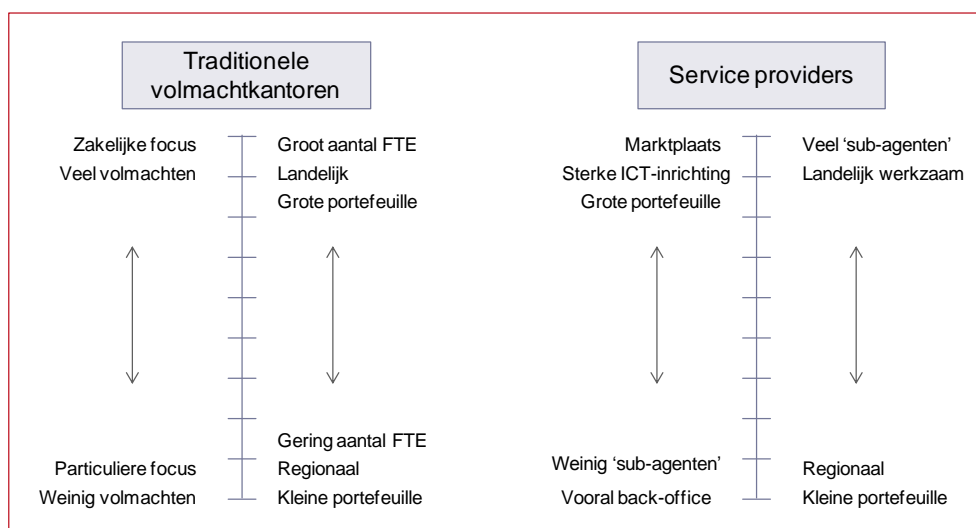 Traditionele
volmachtkantoren
Zakelijke focus
Veel volmachten
Groot aantal FTE
Landelijk
Grote portefeuille
Particuliere focus
Weinig volmachten
Gering aantal FTE
Regionaal
Kleine portefeuille
Service providers
Marktplaats
Sterke ICT-inrichting
Grote portefeuille
Veel ‘sub-agenten’
Landelijk werkzaam
Weinig ‘sub-agenten’
Vooral back-office
Regionaal
Kleine portefeuille